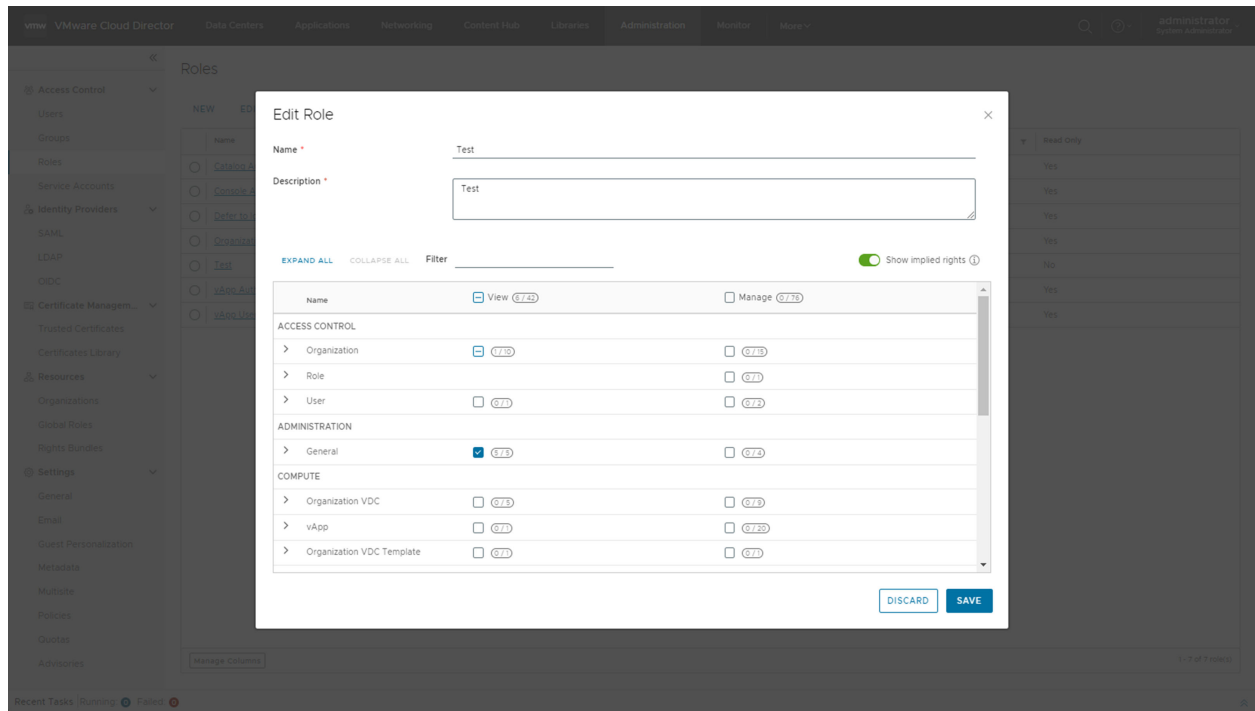 vmw VMware Cloud Director Data Centers Applications Networking Content Hub Libraries Administration Monitor More administrator
System Administrator
Roles
Access Control
Users
Groups
Roles
Service Accounts
Identity Providers
SAML
LDAP
OIDC
Certificate Managem...
Trusted Certificates
Certificates Library
Resources
Organizations
Global Roles
Rights Bundles
Settings
General
Email
Guest Personalization
Metadata
Multisite
Policies
Quotas
Advisories
NEW
Name Read Only
Yes
Yes
Yes
Yes
Test No
Yes
Yes
Edit Role
Name * Test
Description * Test
EXPAND ALL COLLAPSE ALL Filter Show implied rights
Name View 6 / 42 Manage 0 / 76
ACCESS CONTROL
Organization 1 / 10 0 / 15
Role 0 / 1
User 0 / 1 0 / 2
ADMINISTRATION
General 5 / 5 0 / 4
COMPUTE
Organization VDC 0 / 5 0 / 9
vApp 0 / 1 0 / 20
Organization VDC Template 0 / 1 0 / 1
DISCARD SAVE
Manage Columns 1 - 7 of 7 row(s)
Recent Tasks Running: 0 Failed: 0